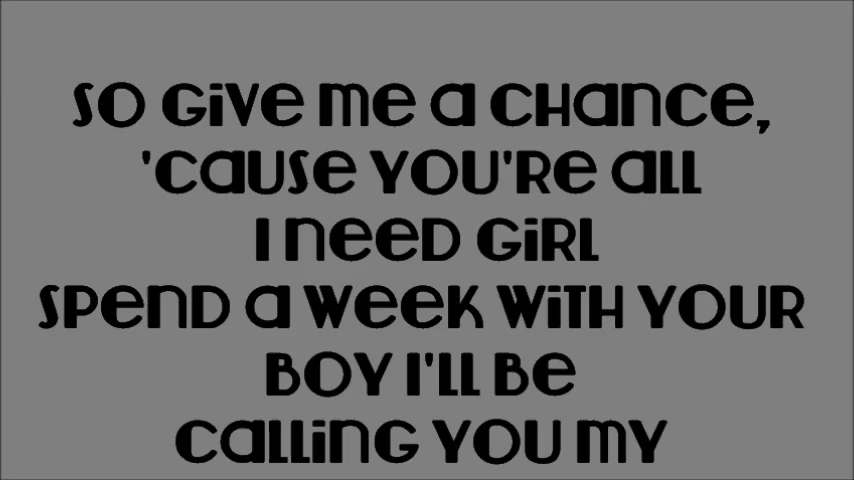 So give me a chance,
'cause you're all
I need girl
Spend a week with your
boy I'll be
calling you my